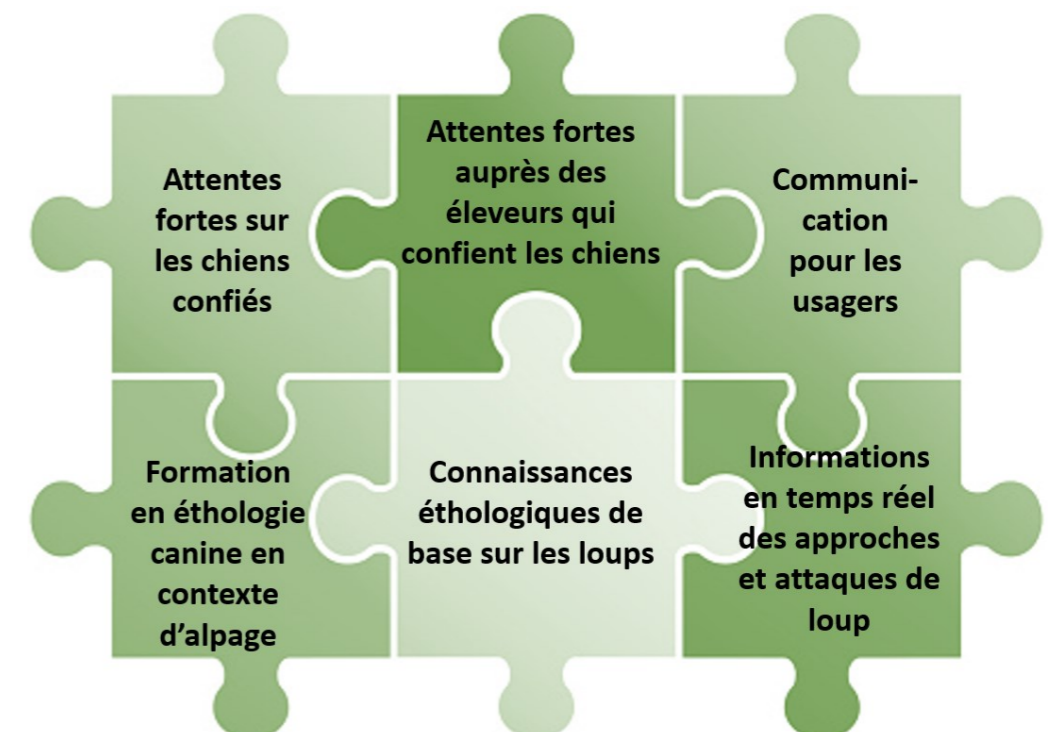 Attentes
fortes sur
les chiens
confiés
Attentes fortes
auprès des
éleveurs qui
confient les chiens
Communi-
cation
pour les
usagers
Formation
en éthologie
canine en
contexte
d’alpage
Connaissances
éthologiques de
base sur les loups
Informations
en temps réel
des approches
et attaques de
loup